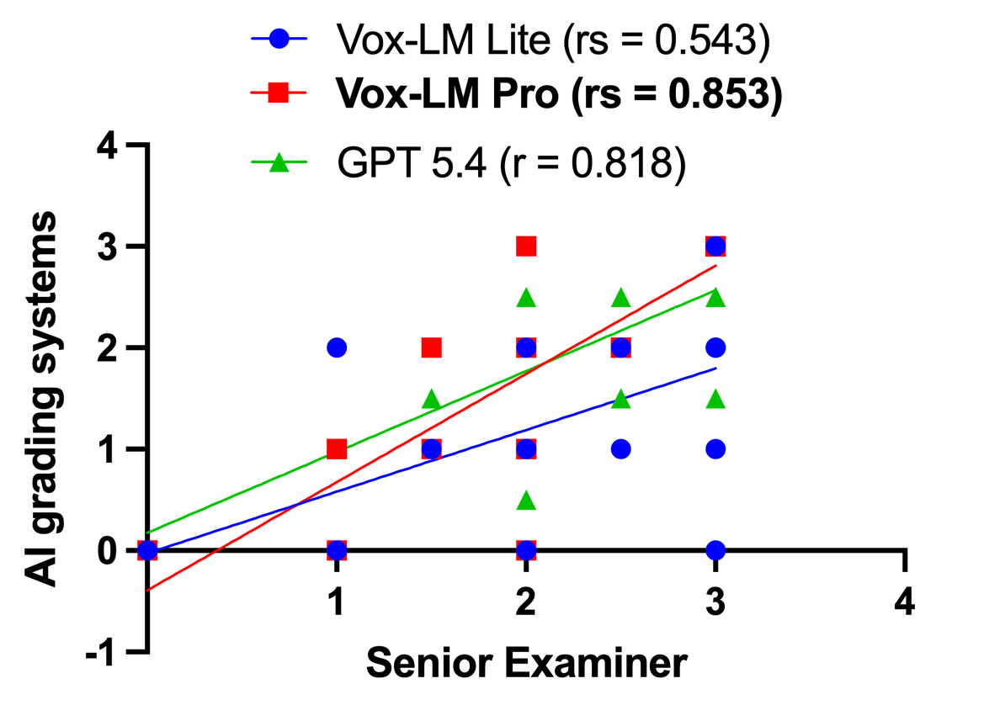 Vox-LM Lite (rs = 0.543)
Vox-LM Pro (rs = 0.853)
GPT 5.4 (r = 0.818)
4
3
2
1
0
-1
AI grading systems
1 2 3 4
Senior Examiner